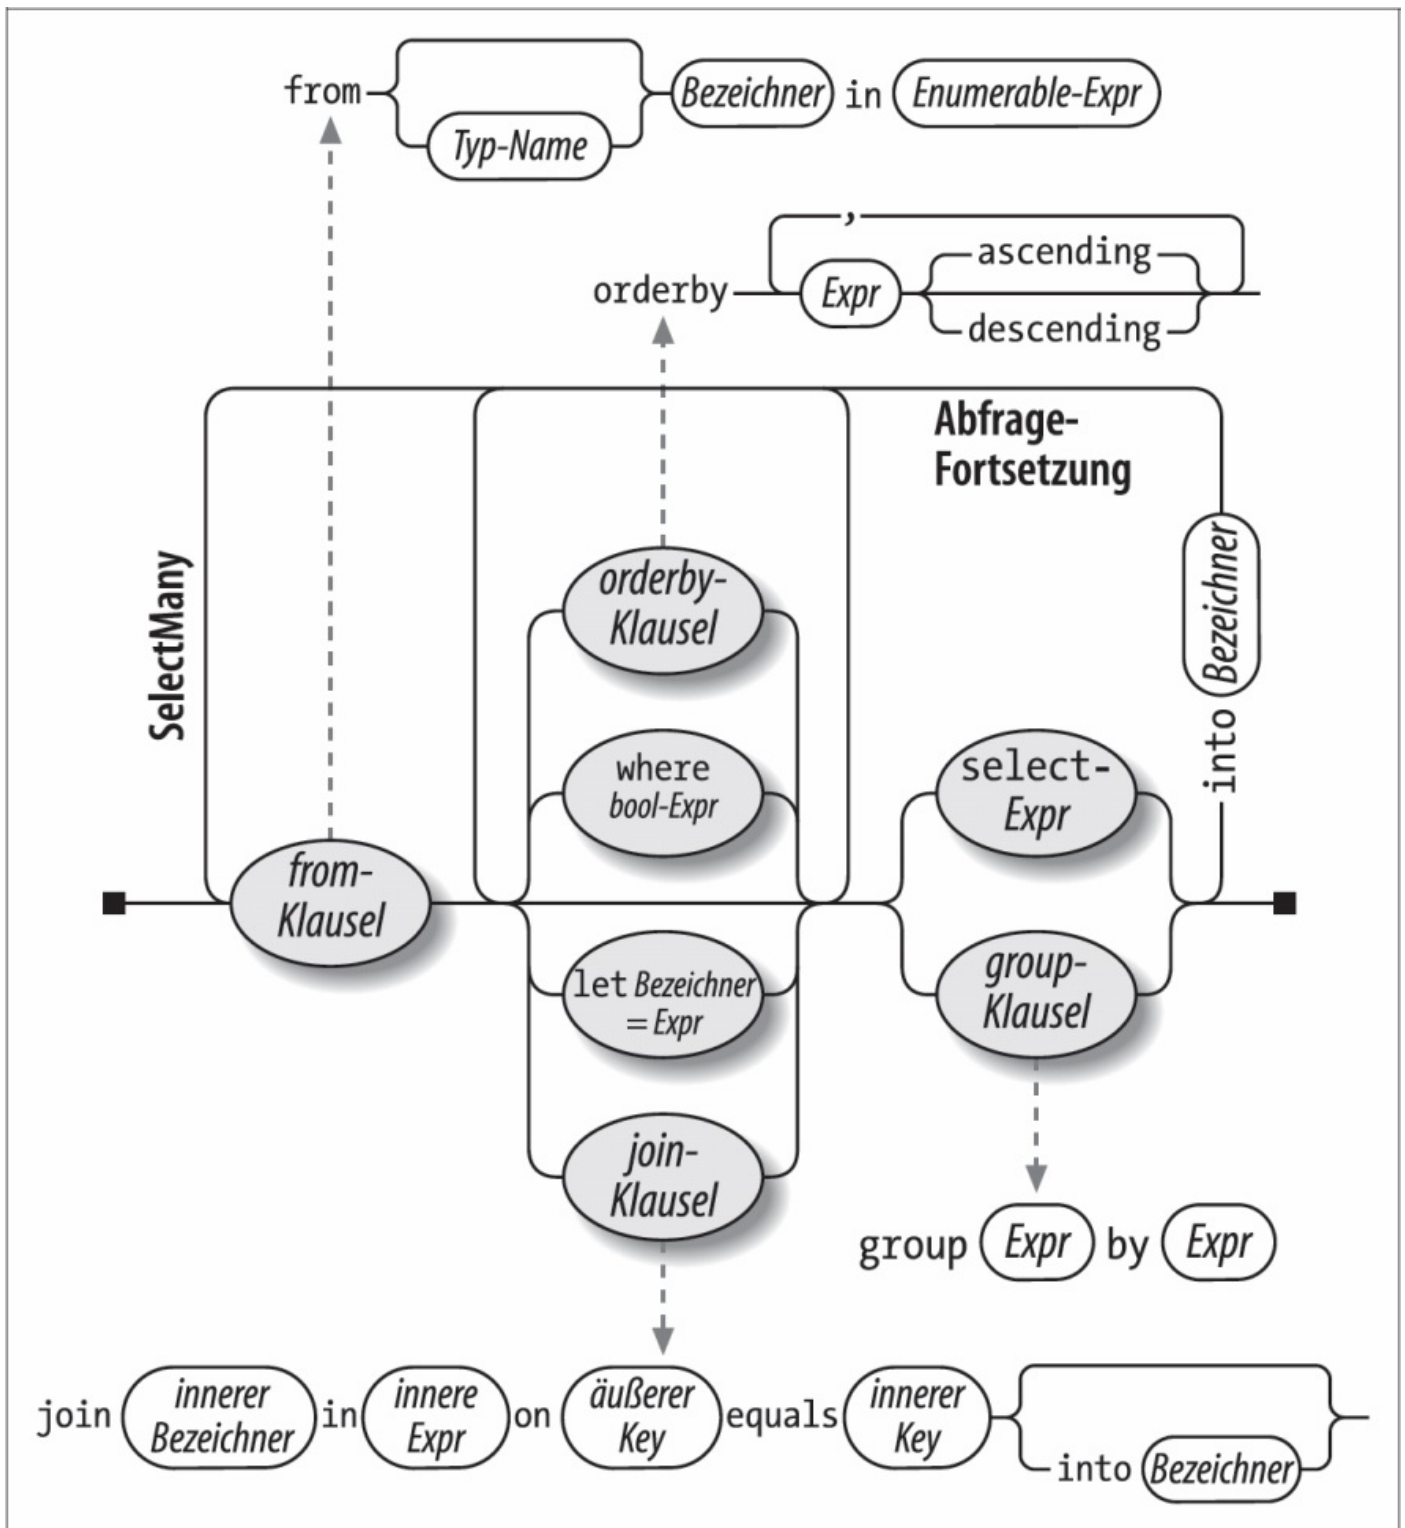 from Bezeichner in Enumerable-Expr
Typ-Name
,
ascending
orderby Expr
descending
Abfrage-
Fortsetzung
SelectMany
Bezeichner
into
orderby-
Klausel
where
bool-Expr
select-
Expr
from-
Klausel
let Bezeichner
= Expr
group-
Klausel
join-
Klausel
group Expr by Expr
join innerer Bezeichner in innere Expr on äußerer Key equals innerer Key
into Bezeichner